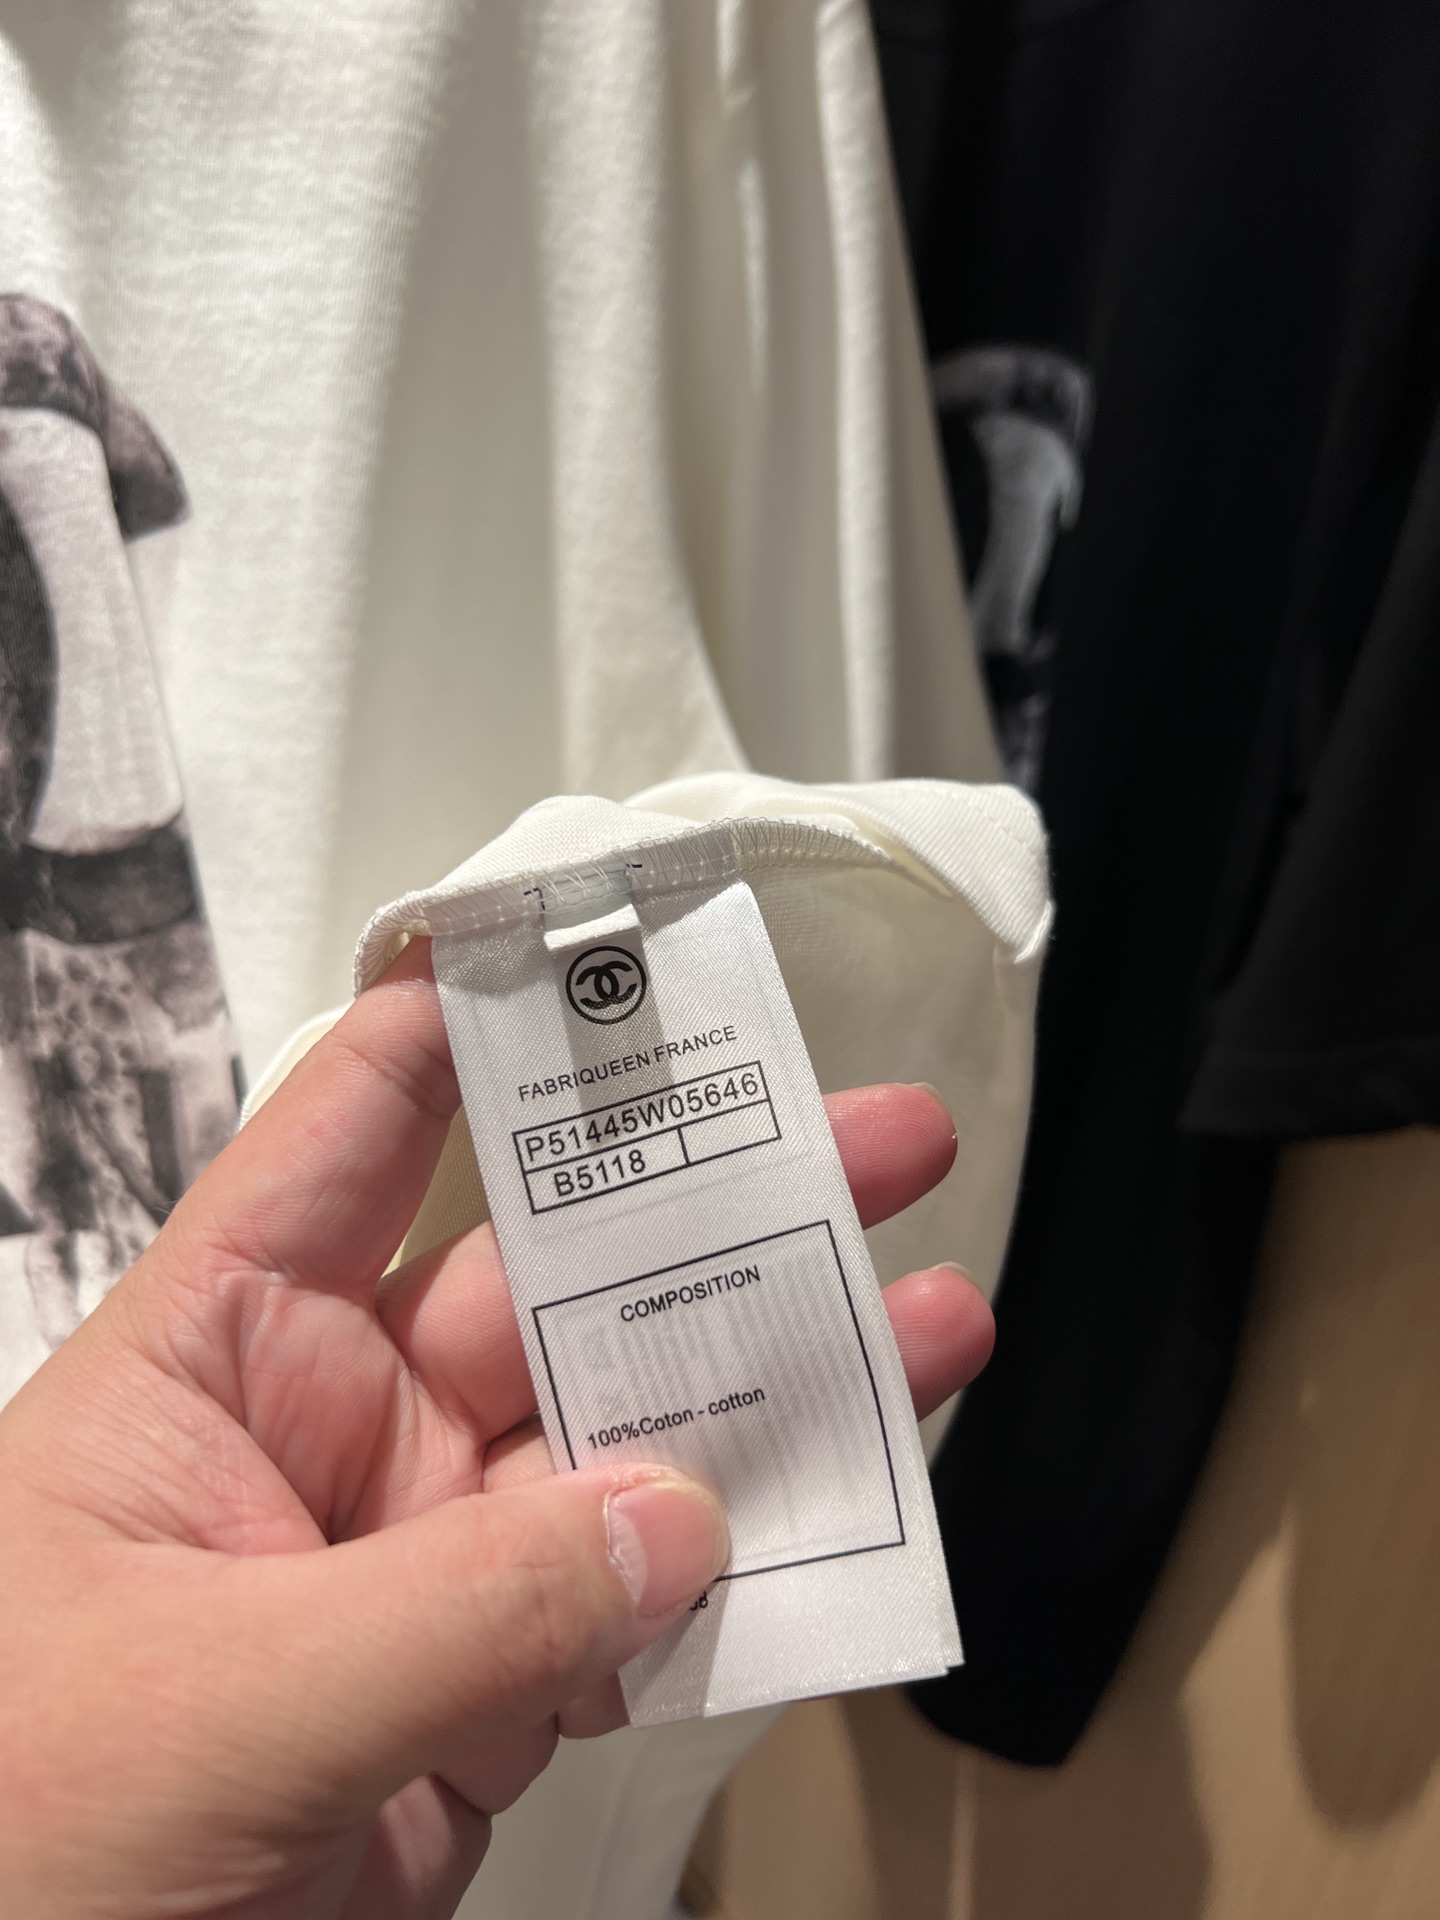 FABRIQUEEN FRANCE
P51445W05646
B5118
COMPOSITION
100%Coton - cotton